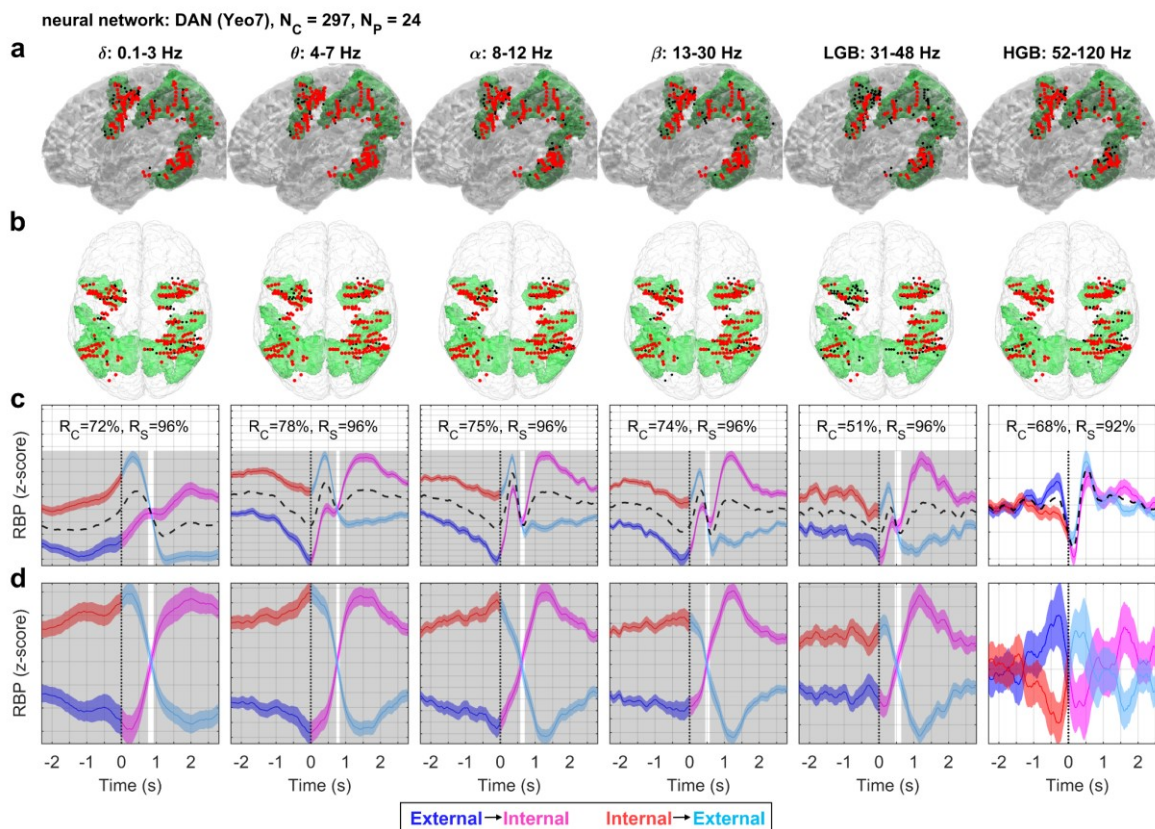 neural network: DAN (Yeo7), N_C = 297, N_P = 24
a
δ: 0.1-3 Hz θ: 4-7 Hz α: 8-12 Hz β: 13-30 Hz LGB: 31-48 Hz HGB: 52-120 Hz
b
c
R_C=72%, R_S=96% R_C=78%, R_S=96% R_C=75%, R_S=96% R_C=74%, R_S=96% R_C=51%, R_S=96% R_C=68%, R_S=92%
RBP (z-score)
d
RBP (z-score)
-2 -1 0 1 2 -2 -1 0 1 2 -2 -1 0 1 2 -2 -1 0 1 2 -2 -1 0 1 2 -2 -1 0 1 2
Time (s) Time (s) Time (s) Time (s) Time (s) Time (s)
External→Internal Internal→External